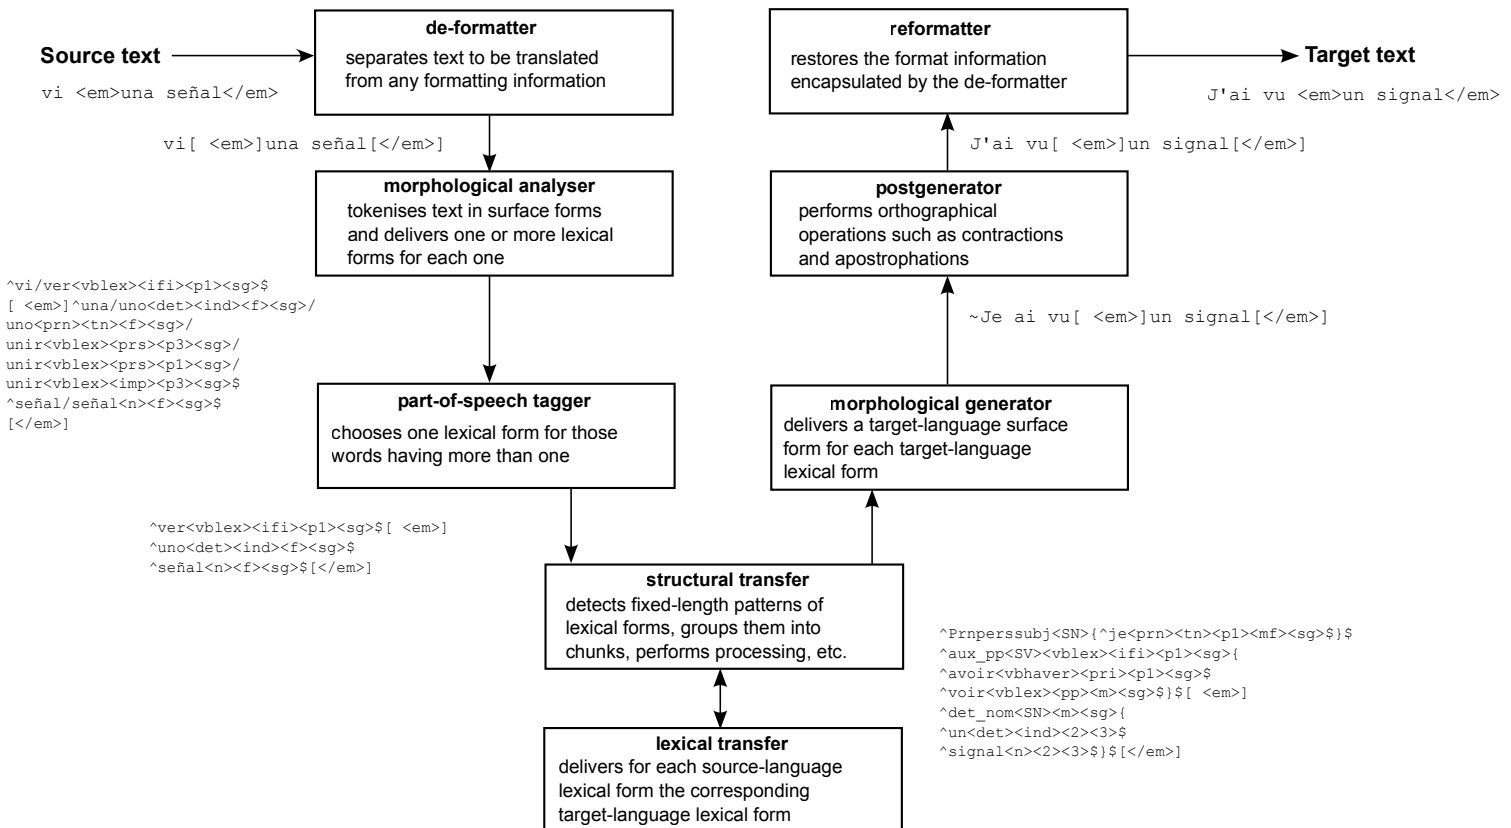 de-formatter
separates text to be translated
from any formatting information
reformatter
restores the format information
encapsulated by the de-formatter
Source text
Target text
vi <em>una señal</em>
J'ai vu <em>un signal</em>
vi[ <em>]una señal[</em>]
J'ai vu[ <em>]un signal[</em>]
morphological analyser
tokenises text in surface forms
and delivers one or more lexical
forms for each one
postgenerator
performs orthographical
operations such as contractions
and apostrophations
^vi/ver<vblex><ifi><p1><sg>$
[ <em>]^una/uno<det><ind><f><sg>/
uno<prn><tn><f><sg>/
unir<vblex><prs><p3><sg>/
unir<vblex><prs><p1><sg>/
unir<vblex><imp><p3><sg>$
^señal/señal<n><f><sg>$
[</em>]
~Je ai vu[ <em>]un signal[</em>]
part-of-speech tagger
chooses one lexical form for those
words having more than one
morphological generator
delivers a target-language surface
form for each target-language
lexical form
^ver<vblex><ifi><p1><sg>$[ <em>]
^uno<det><ind><f><sg>$
^señal<n><f><sg>$[</em>]
structural transfer
detects fixed-length patterns of
lexical forms, groups them into
chunks, performs processing, etc.
^Prnperssubj<SN>{^je<prn><tn><p1><mf><sg>$}$
^aux_pp<SV><vblex><ifi><p1><sg>{
^avoir<vbhaver><pri><p1><sg>$
^voir<vblex><pp><m><sg>$}$[ <em>]
^det_nom<SN><m><sg>{
^un<det><ind><2><3>$
^signal<n><2><3>$}$[</em>]
lexical transfer
delivers for each source-language
lexical form the corresponding
target-language lexical form